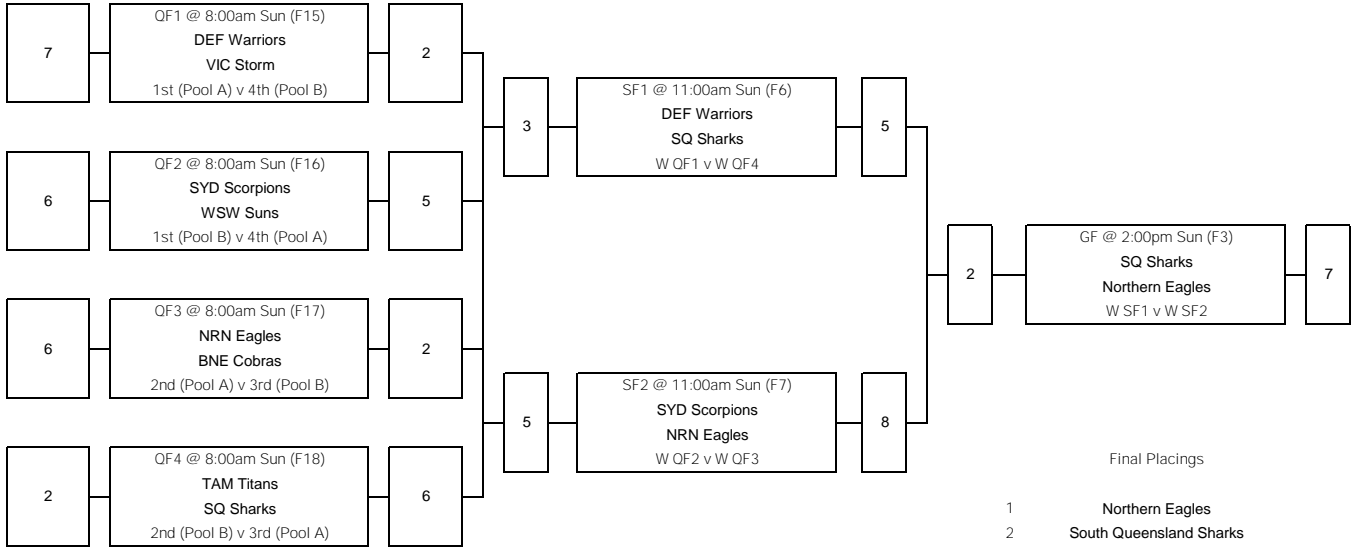 QF1 @ 8:00am Sun (F15)
7
DEF Warriors
VIC Storm
2
1st (Pool A) v 4th (Pool B)
QF2 @ 8:00am Sun (F16)
6
SYD Scorpions
WSW Suns
5
1st (Pool B) v 4th (Pool A)
QF3 @ 8:00am Sun (F17)
6
NRN Eagles
BNE Cobras
2
2nd (Pool A) v 3rd (Pool B)
QF4 @ 8:00am Sun (F18)
2
TAM Titans
SQ Sharks
6
2nd (Pool B) v 3rd (Pool A)
SF1 @ 11:00am Sun (F6)
3
DEF Warriors
SQ Sharks
5
W QF1 v W QF4
SF2 @ 11:00am Sun (F7)
5
SYD Scorpions
NRN Eagles
8
W QF2 v W QF3
GF @ 2:00pm Sun (F3)
2
SQ Sharks
Northern Eagles
7
W SF1 v W SF2
Final Placings
1 Northern Eagles
2 South Queensland Sharks